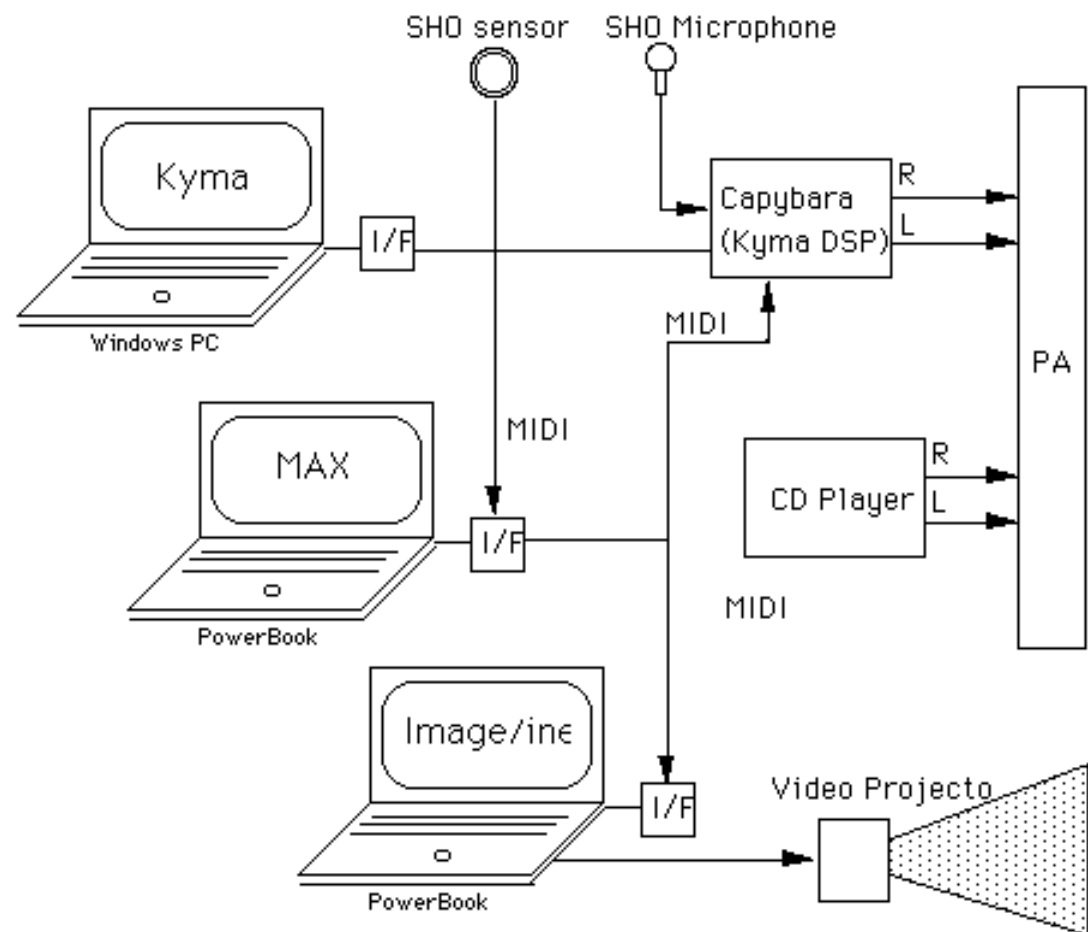 SHO sensor
SHO Microphone
Kyma
I/F
Windows PC
Capybara
(Kyma DSP)
R
L
MIDI
PA
MAX
MIDI
I/F
PowerBook
CD Player
R
L
MIDI
Image/ine
I/F
PowerBook
Video Projecto